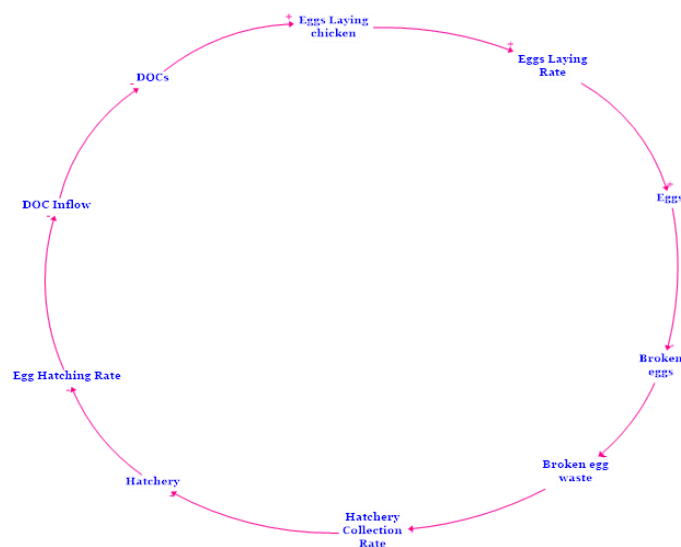 Eggs Laying
chicken
Eggs Laying
Rate
DOCs
Eggs
DOC Inflow
Broken
eggs
Egg Hatching Rate
Broken egg
waste
Hatchery
Hatchery
Collection
Rate